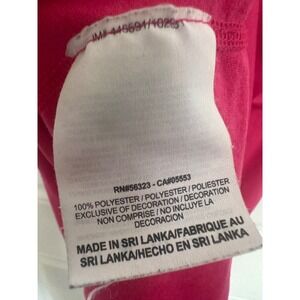 RN#56323 - CA#05553
100% POLYESTER / POLYESTER / POLIESTER
EXCLUSIVE OF DECORATION / DECORATION
NON COMPRISE / NO INCLUYE LA
DECORACION
MADE IN SRI LANKA/FABRIQUE AU
SRI LANKA/HECHO EN SRI LANKA